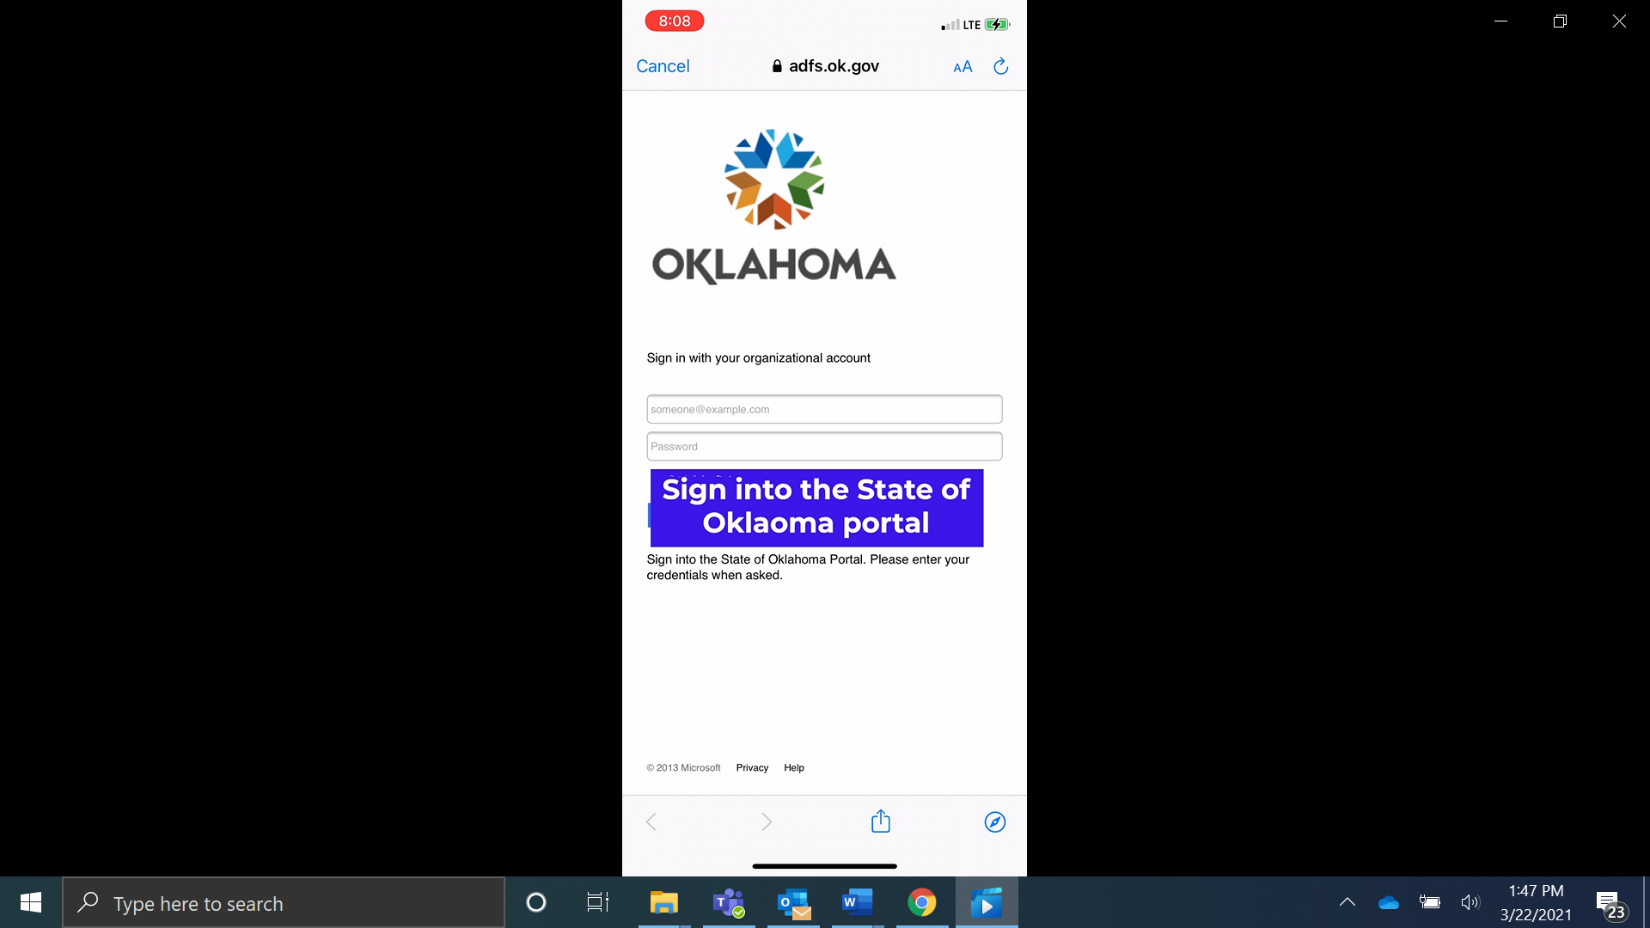 8:08
LTE
Cancel
adfs.ok.gov
AA
OKLAHOMA
Sign in with your organizational account
someone@example.com
Password
Sign into the State of
Oklaoma portal
Sign into the State of Oklahoma Portal. Please enter your
credentials when asked.
© 2013 Microsoft Privacy Help
Type here to search
1:47 PM
3/22/2021
23